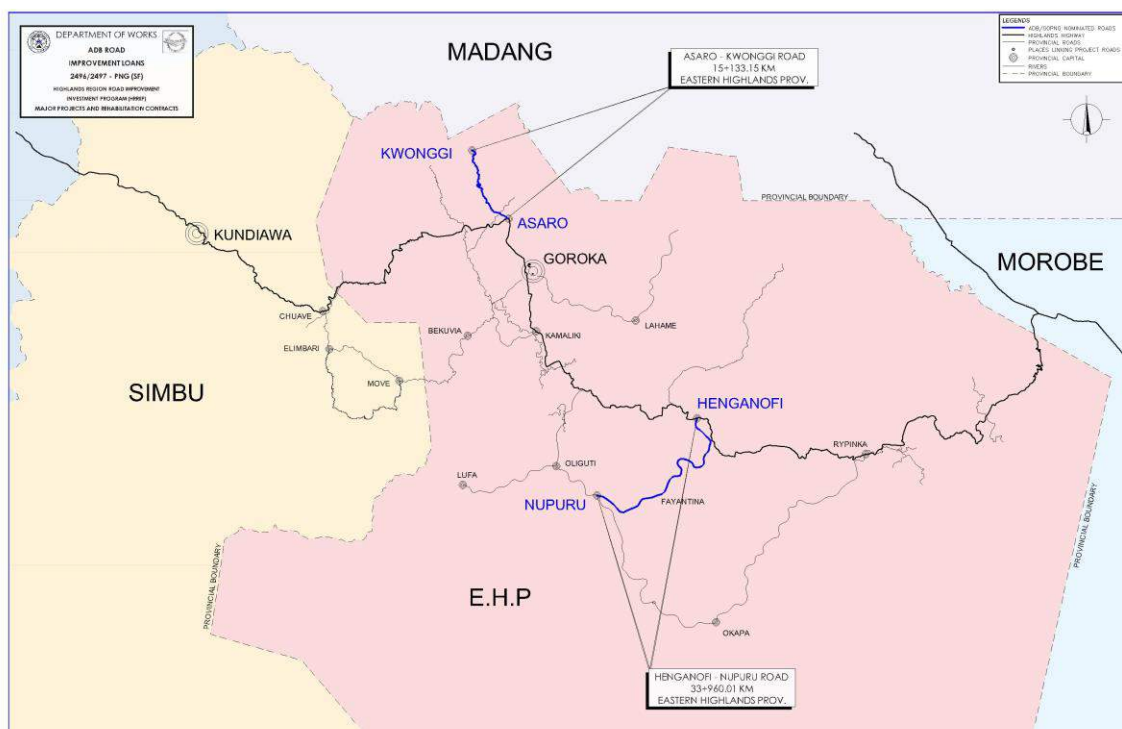 DEPARTMENT OF WORKS
ADB ROAD
IMPROVEMENT LOANS
2496/2497 - PNG (SF)
HIGHLANDS REGION ROAD IMPROVEMENT
INVESTMENT PROGRAM (HRRIIP)
MAJOR PROJECTS AND REHABILITATION CONTRACTS
MADANG
ASARO - KWONGGI ROAD
15+133.15 KM
EASTERN HIGHLANDS PROV.
LEGENDS
ADB/GOPNG NOMINATED ROADS
HIGHLANDS HIGHWAY
PROVINCIAL ROADS
PLACES LINKING PROJECT ROADS
PROVINCIAL CAPITAL
RIVERS
PROVINCIAL BOUNDARY
KWONGGI
PROVINCIAL BOUNDARY
ASARO
KUNDIAWA
GOROKA
MOROBE
CHUAVE
LAHAME
BEKUVIA
KAMALIKI
ELIMBARI
MOVE
SIMBU
HENGANOFI
RYPINKA
OLIGUTI
LUFA
NUPURU
FAYANTINA
PROVINCIAL BOUNDARY
PROVINCIAL BOUNDARY
E.H.P
OKAPA
HENGANOFI - NUPURU ROAD
33+960.01 KM
EASTERN HIGHLANDS PROV.